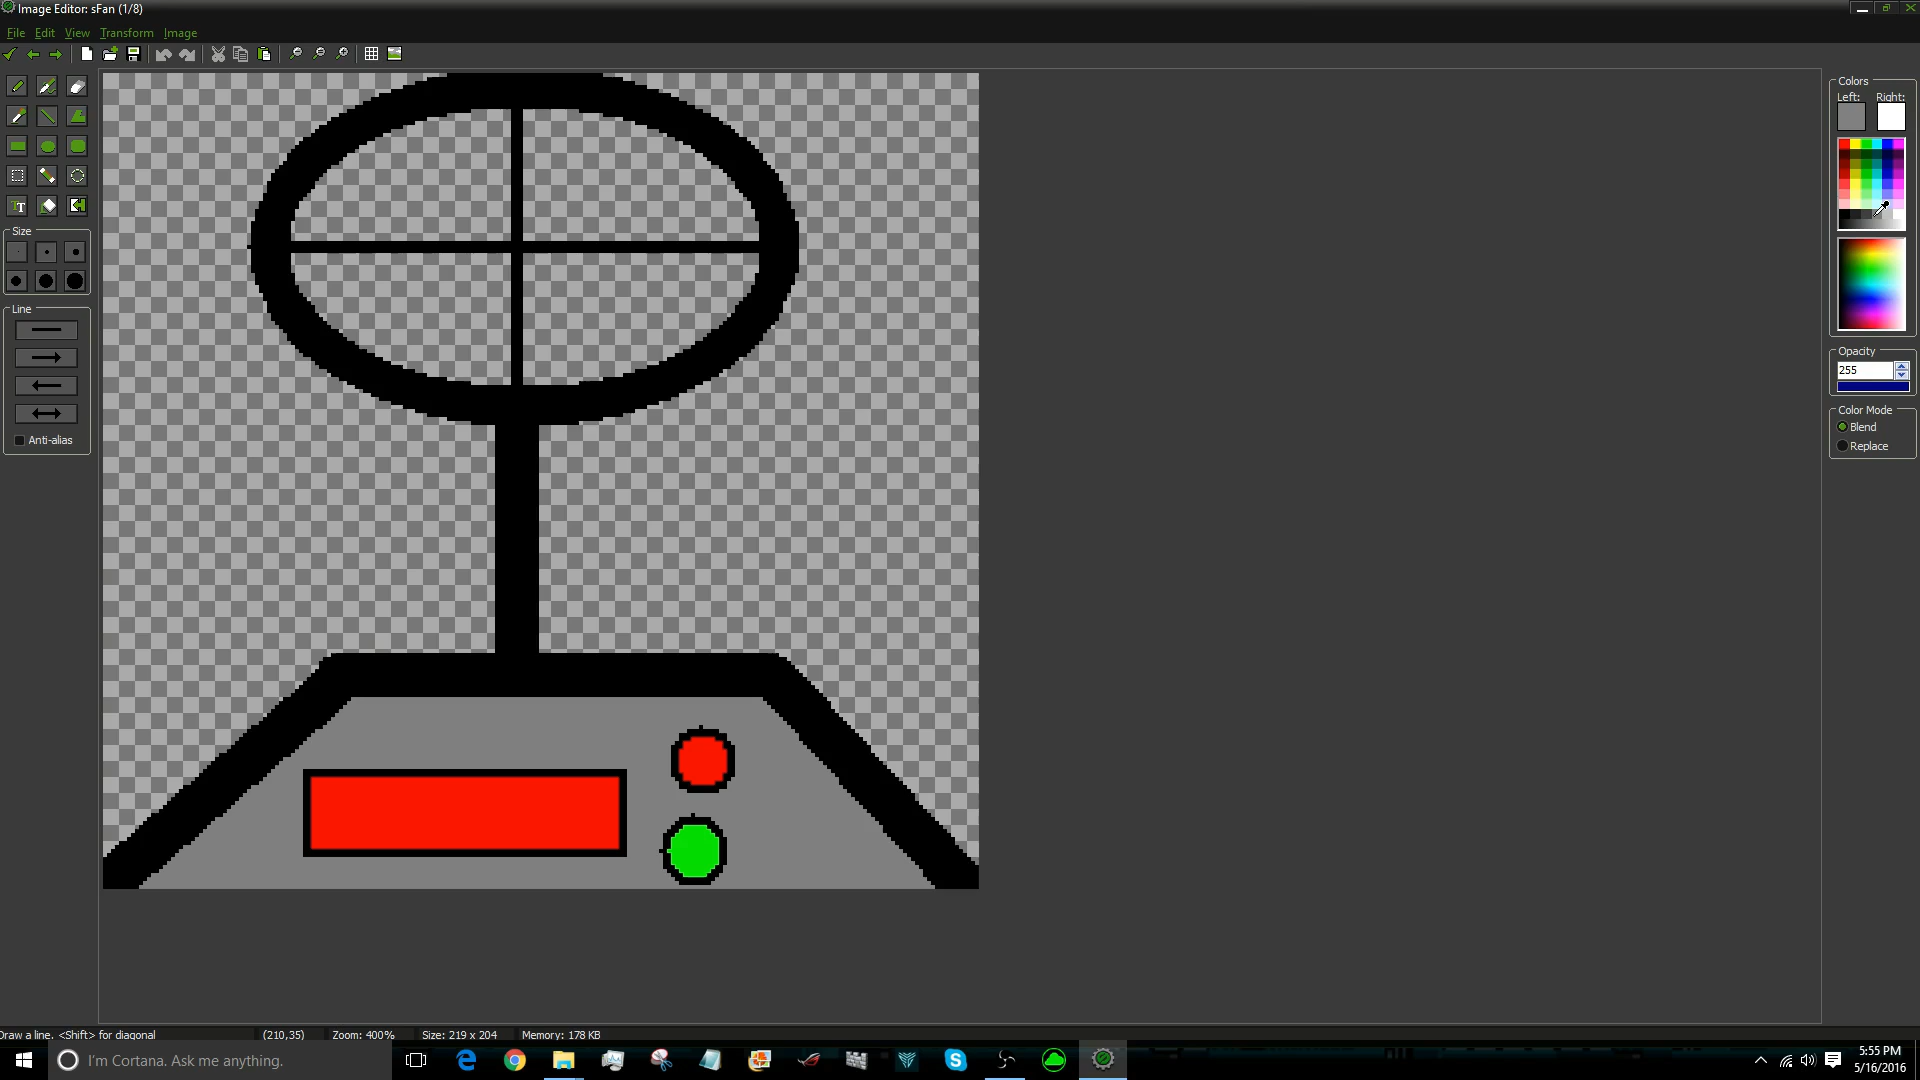 Image Editor: sFan (1/8)
File Edit View Transform Image
Colors
Left: Right:
TT
Size
Line
Opacity
255
Color Mode
Blend
Replace
Anti-alias
Draw a line. <Shift> for diagonal (210,35) Zoom: 400% Size: 219 x 204 Memory: 178 KB
I'm Cortana. Ask me anything.
5:55 PM
5/16/2016